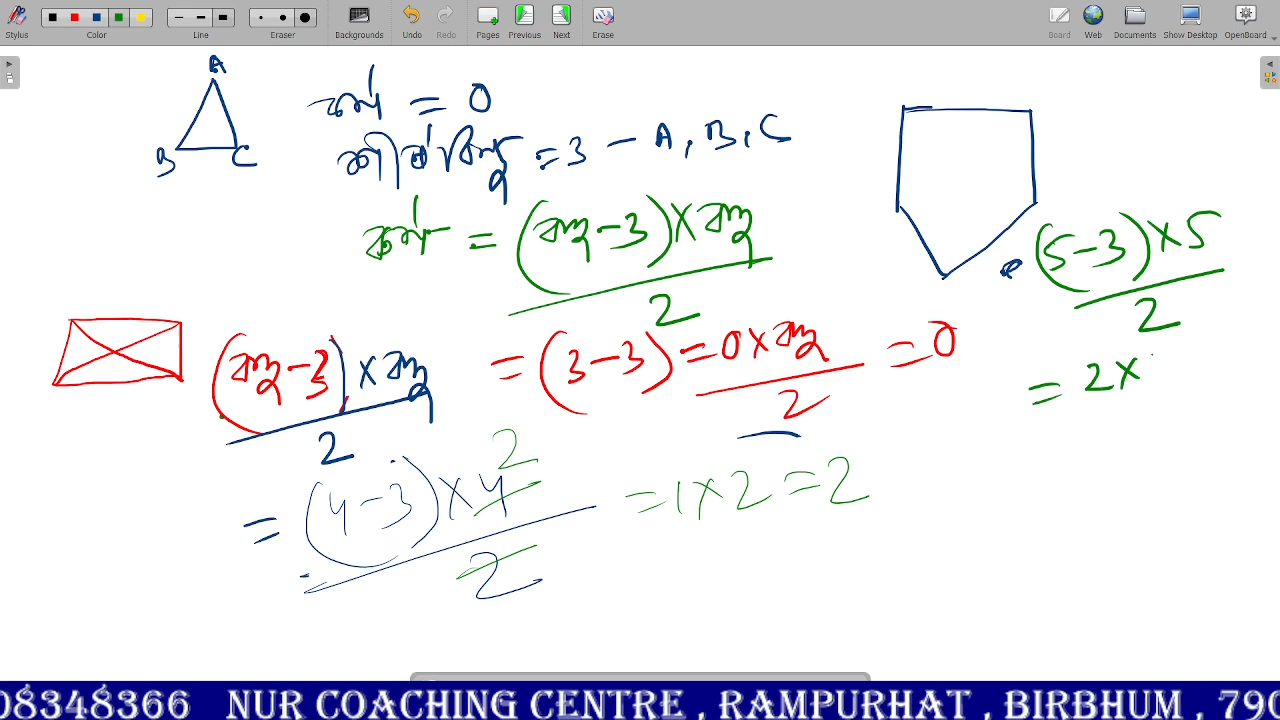 Stylus Color Line Eraser Backgrounds Undo Redo Pages Previous Next Erase Board Web Documents Show Desktop OpenBoard
A
B C
কর্ণ = 0
শীর্ষবিন্দু = 3 - A, B, C
কর্ণ = (বাহু-3)×বাহু
2
(5-3)×5
2
= 2×
(বাহু-3)×বাহু
2
= (3-3) = 0×বাহু = 0
2
= (4-3)×4 2 = 1×2 = 2
2
08348366 NUR COACHING CENTRE , RAMPURHAT , BIRBHUM , 790